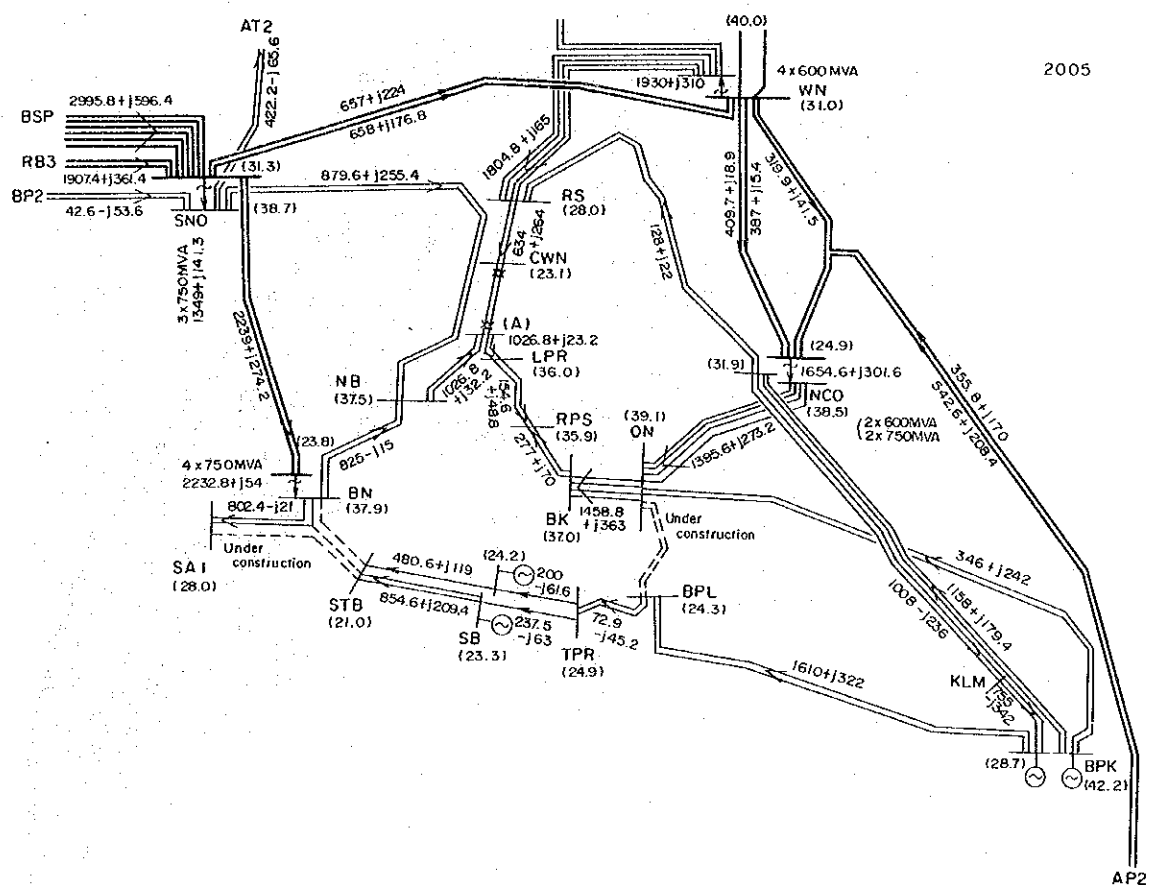 AT2
(40.0)
2005
422.2-j65.6
4x600MVA
1930+j310
WN
(31.0)
2995.8+j596.4
BSP
657+j224
658+j176.8
1804.8+j165
RB3
(31.3)
1907.4+j361.4
879.6+j255.4
BP2
42.6-j53.6
(38.7)
SNO
RS
(28.0)
409.7+j18.9
387+j15.4
319.9+j41.5
634
+j264
128+j22
CWN
(23.1)
3x750MVA
1349+j141.3
2239+j274.2
(A)
1026.8+j23.2
LPR
(36.0)
(24.9)
1654.6+j301.6
(31.9)
NCO
(38.5)
(2x600MVA
2x750MVA
355.8+j170
542.6+j208.4
NB
(37.5)
1026.8
+j32.2
154.6
+j48.8
RPS
(35.9)
(39.1)
ON
1395.6+j273.2
277+j70
(23.8)
825-j15
4x750MVA
2232.8+j54
BN
(37.9)
BK
(37.0)
1458.8
+j363
Under
construction
802.4-j21
Under
construction
SA1
(28.0)
346+j242
480.6+j119
(24.2)
200
-j61.6
STB
(21.0)
854.6+j209.4
SB
(23.3)
237.5
-j63
TPR
(24.9)
72.9
-j45.2
BPL
(24.3)
1158+j179.4
1008-j236
1610+j322
KLM
755
-j342
(28.7)
BPK
(42.2)
AP2